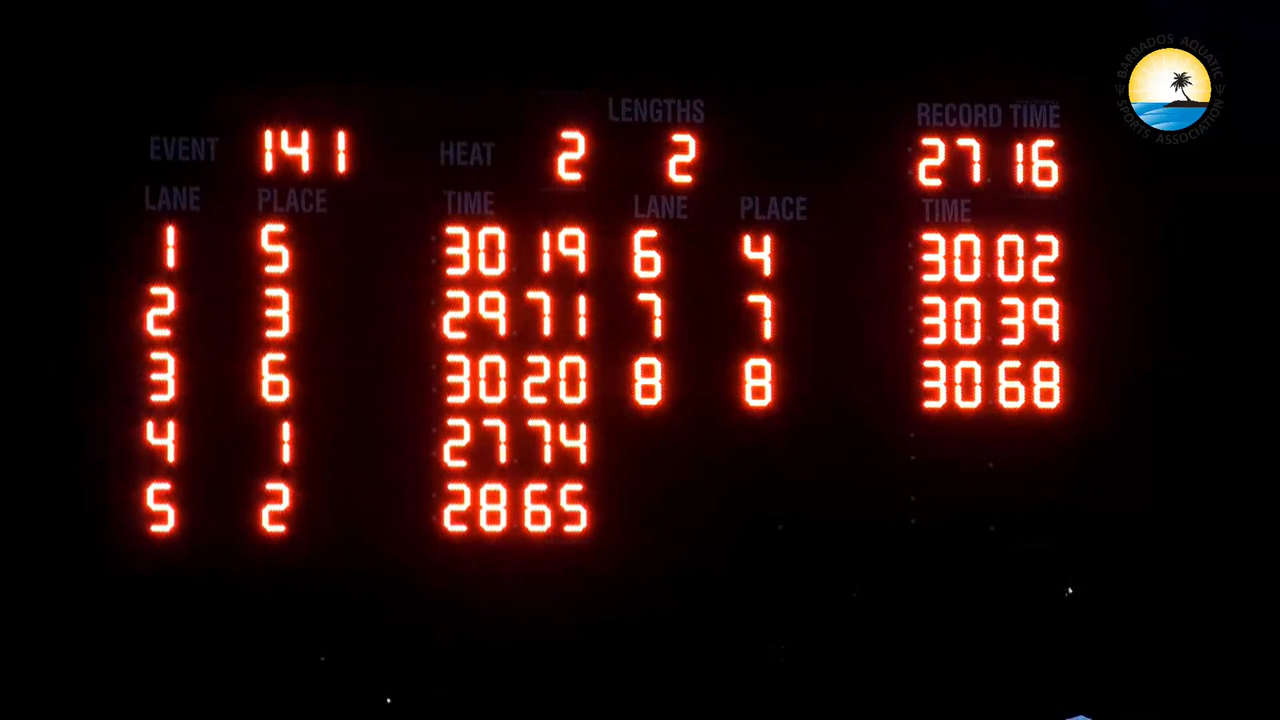 BARBADOS AQUATIC
SPORTS ASSOCIATION
LENGTHS
RECORD TIME
EVENT 141 HEAT 2 2 27 16
LANE PLACE TIME LANE PLACE TIME
1 5 30 19 6 4 30 02
2 3 29 71 7 7 30 39
3 6 30 20 8 8 30 68
4 1 27 74
5 2 28 65